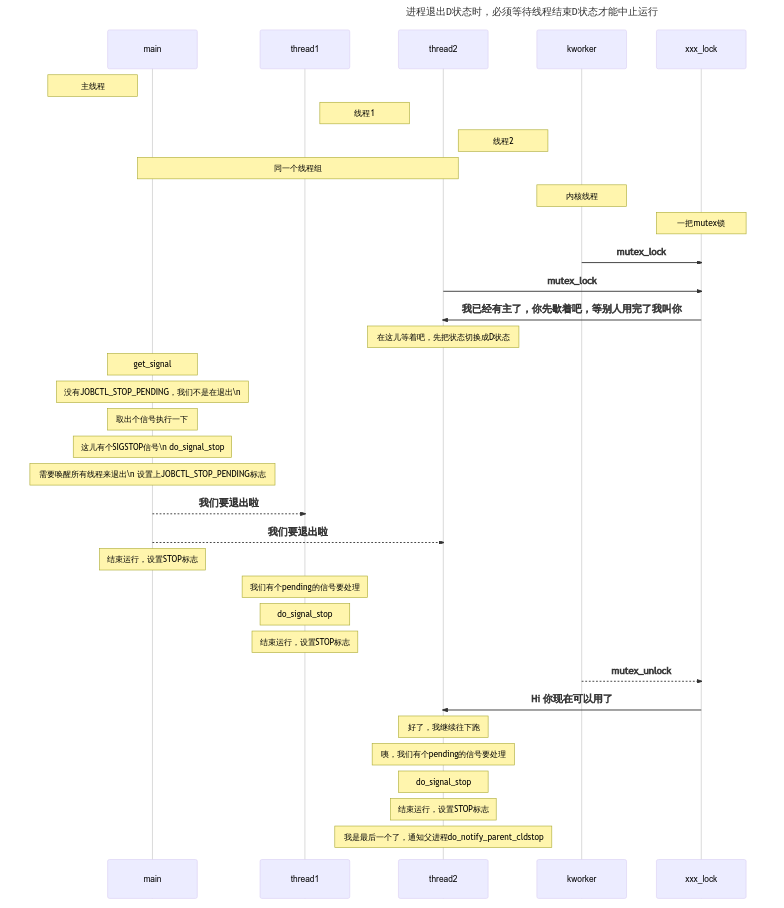 进程退出D状态时，必须等待线程结束D状态才能中止运行
main
thread1
thread2
kworker
xxx_lock
主线程
线程1
线程2
同一个线程组
内核线程
一把mutex锁
mutex_lock
mutex_lock
我已经有主了，你先歇着吧，等别人用完了我叫你
在这儿等着吧，先把状态切换成D状态
get_signal
没有JOBCTL_STOP_PENDING，我们不是在退出\n
取出个信号执行一下
这儿有个SIGSTOP信号\n do_signal_stop
需要唤醒所有线程来退出\n 设置上JOBCTL_STOP_PENDING标志
我们要退出啦
我们要退出啦
结束运行，设置STOP标志
我们有个pending的信号要处理
do_signal_stop
结束运行，设置STOP标志
mutex_unlock
Hi 你现在可以用了
好了，我继续往下跑
咦，我们有个pending的信号要处理
do_signal_stop
结束运行，设置STOP标志
我是最后一个了，通知父进程do_notify_parent_cldstop
main
thread1
thread2
kworker
xxx_lock